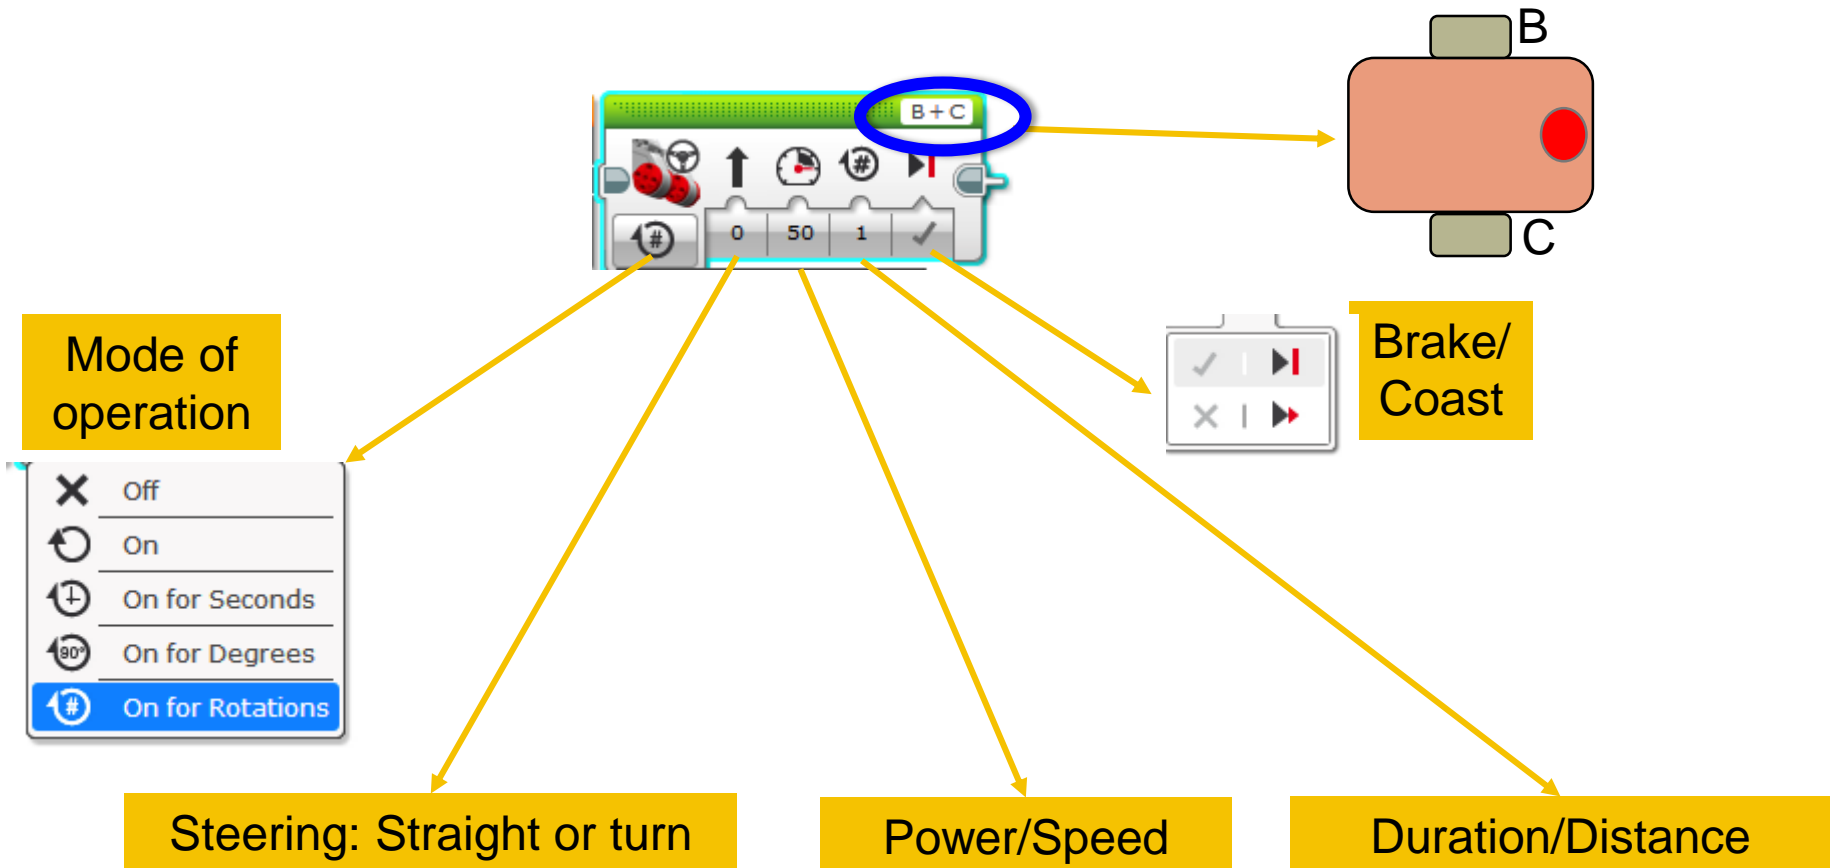 B
B + C
#
#
0
50
1
C
Mode of
operation
Brake/
Coast
Off
On
On for Seconds
90°
On for Degrees
#
On for Rotations
Steering: Straight or turn
Power/Speed
Duration/Distance